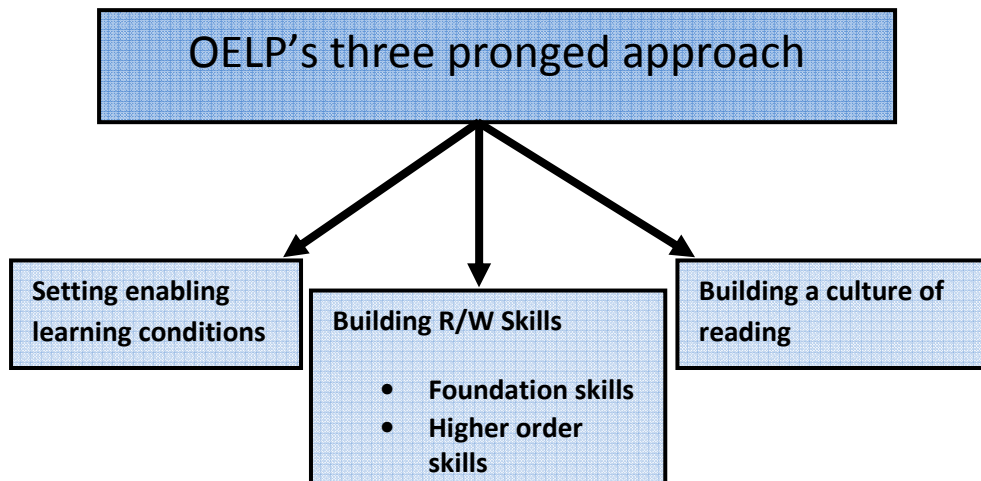 OELP’s three pronged approach
Setting enabling
learning conditions
Building R/W Skills
• Foundation skills
• Higher order
skills
Building a culture of
reading